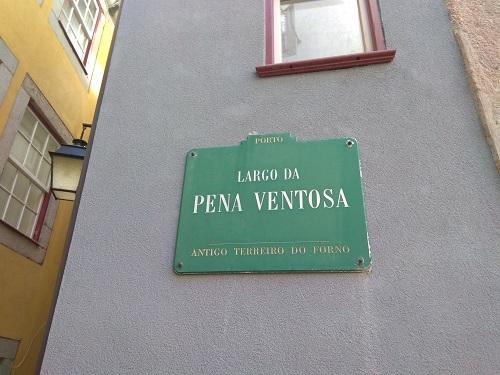 PORTO
LARGO DA
PENA VENTOSA
ANTIGO TERREIRO DO FORNO